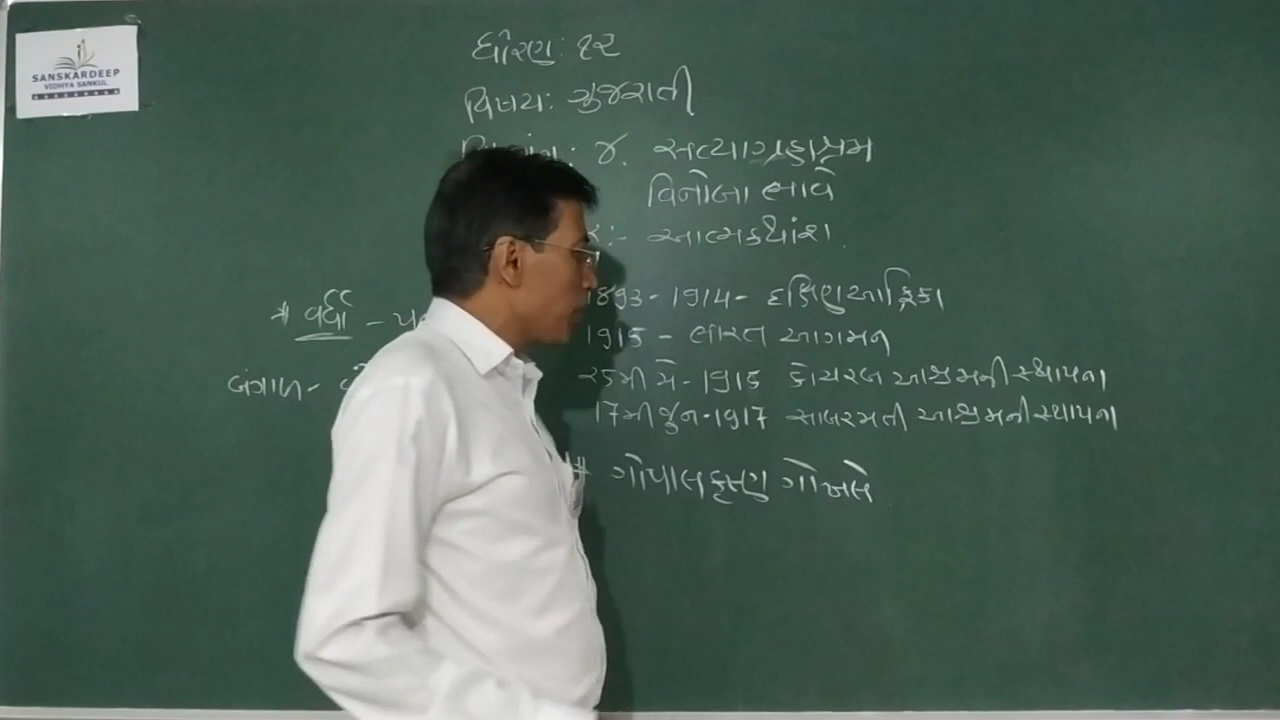 SANSKARDEEP
VIDHYA SANKUL
ધોરણ: ૧૨
વિષય: ગુજરાતી
: ૪. સત્યાગ્રહાશ્રમ
વિનોબા ભાવે
:- આત્મકથાંશ.
1893 - 1914 - દક્ષિણ આફ્રિકા
* વર્ધા -
1915 - ભારત આગમન
બંગાળ -
૨૫મી મે - 1915 કોચરબ આશ્રમની સ્થાપના
17મી જુન - 1917 સાબરમતી આશ્રમની સ્થાપના
# ગોપાલકૃષ્ણ ગોખલે